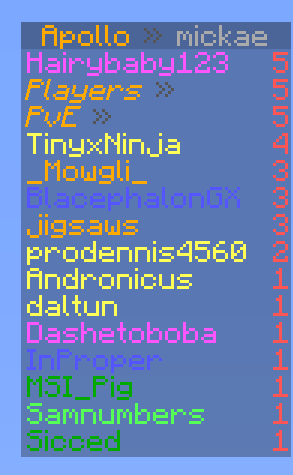 Apollo » mickae
Hairybaby123 5
Players » 5
PvE » 5
TinyxNinja 4
_Mowgli_ 3
BlacephalonGX 3
jigsaws 3
prodennis4560 2
Andronicus 1
daltun 1
Dashetoboba 1
InProper 1
MSI_Pig 1
Samnumbers 1
Sicced 1